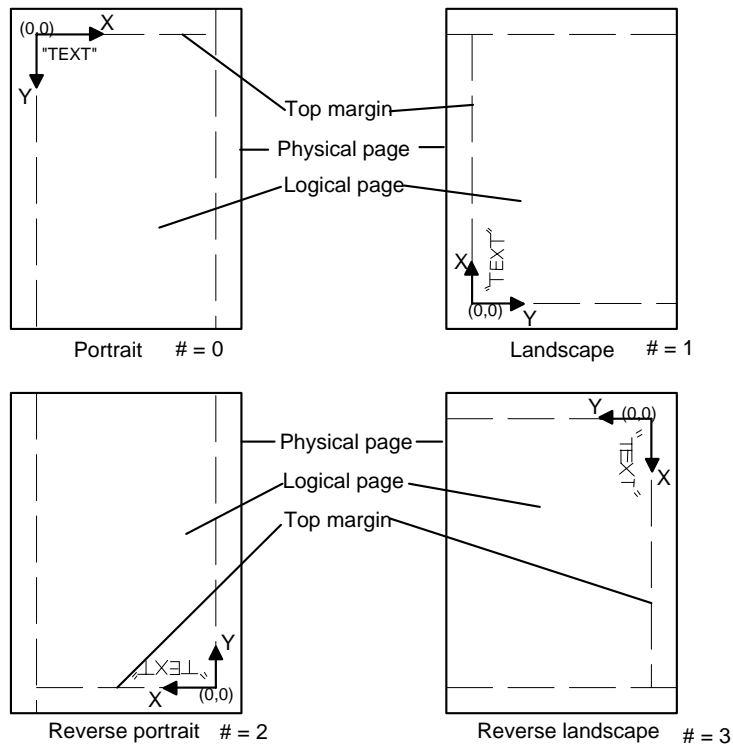 (0,0) X
"TEXT"
Y
Top margin
Physical page
Logical page
X
"TEXT"
(0,0)
Y
Portrait # = 0
Landscape # = 1
Physical page
Logical page
Top margin
Y
"TEXT"
X
(0,0)
Y (0,0)
"TEXT"
X
Reverse portrait # = 2
Reverse landscape # = 3